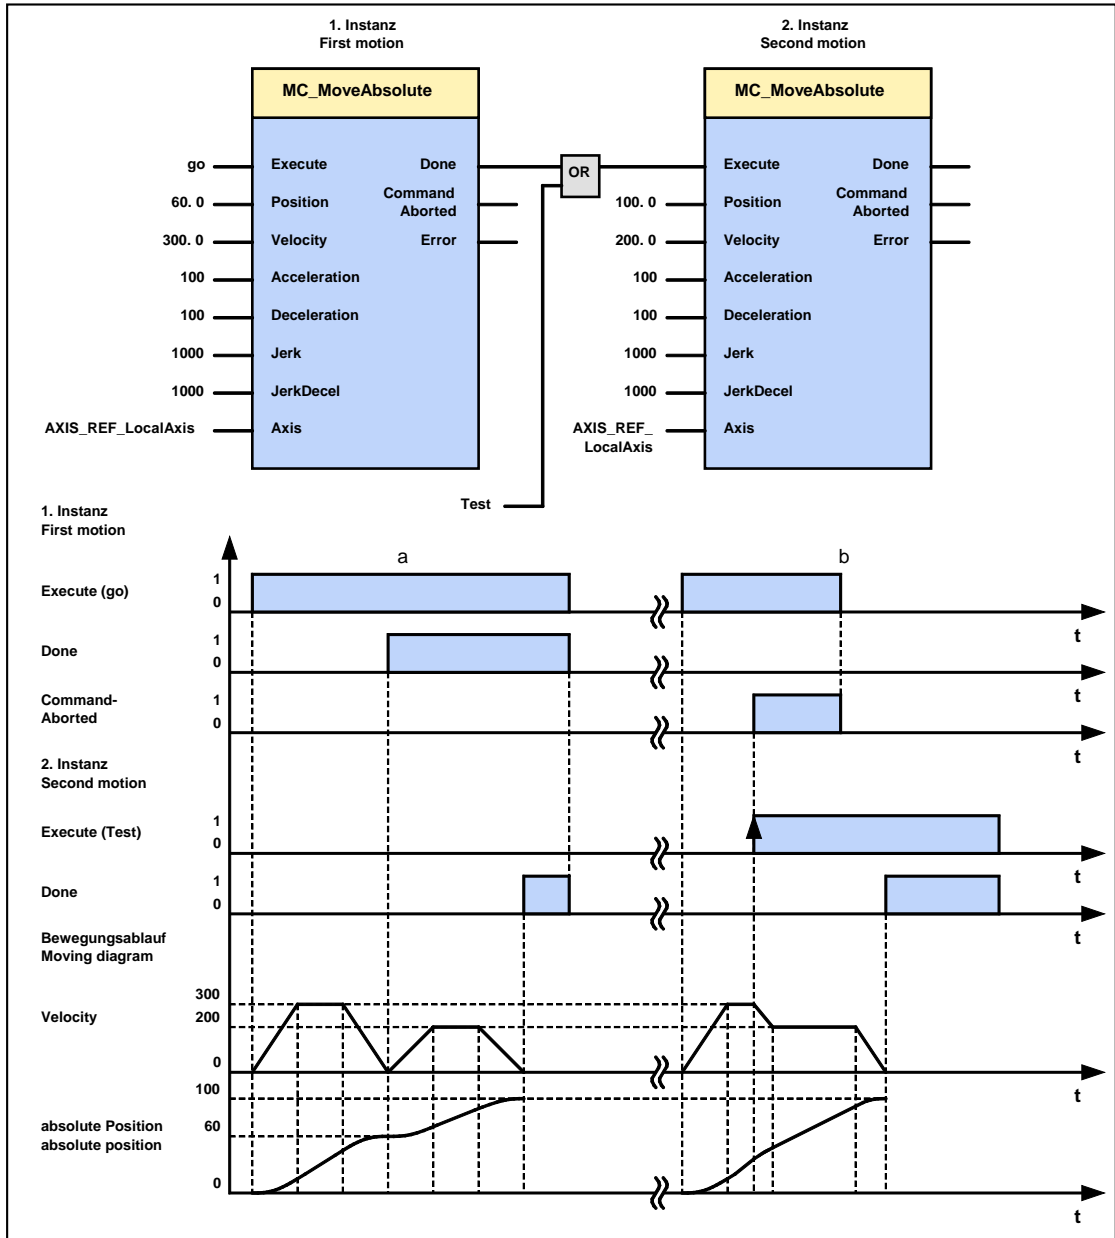 1. Instanz
First motion
2. Instanz
Second motion
MC_MoveAbsolute
MC_MoveAbsolute
go
Execute
Done
OR
Execute
Done
60. 0
Position
Command
Aborted
100. 0
Position
Command
Aborted
300. 0
Velocity
Error
200. 0
Velocity
Error
100
Acceleration
100
Acceleration
100
Deceleration
100
Deceleration
1000
Jerk
1000
Jerk
1000
JerkDecel
1000
JerkDecel
AXIS_REF_LocalAxis
Axis
AXIS_REF_
LocalAxis
Axis
Test
1. Instanz
First motion
a
b
Execute (go)
1
0
t
Done
1
0
t
Command-
Aborted
1
0
t
2. Instanz
Second motion
Execute (Test)
1
0
t
Done
1
0
t
Bewegungsablauf
Moving diagram
Velocity
300
200
0
t
absolute Position
absolute position
100
60
0
t